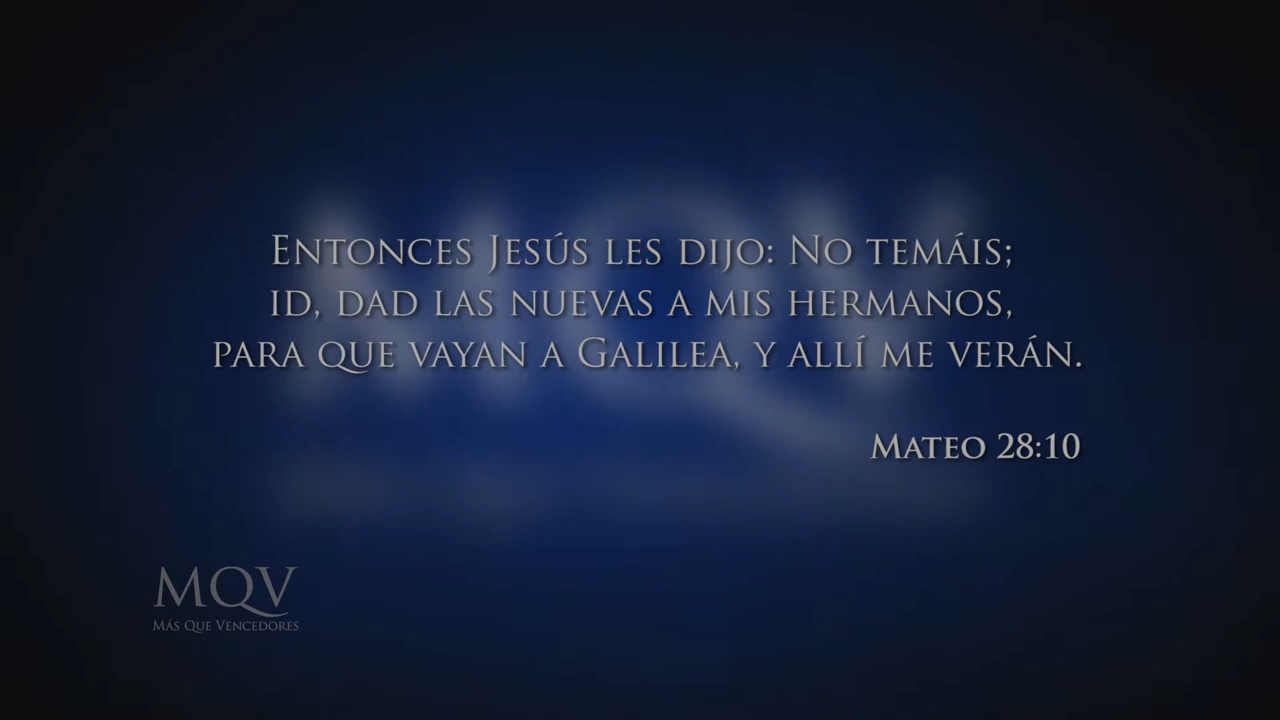 Entonces Jesús les dijo: No temáis;
id, dad las nuevas a mis hermanos,
para que vayan a Galilea, y allí me verán.
Mateo 28:10
MQV
Más Que Vencedores